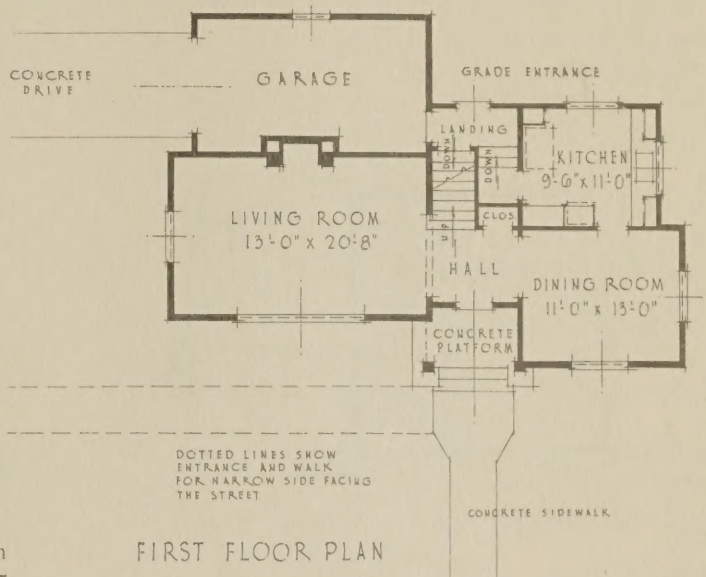 CONCRETE
DRIVE
GARAGE
GRADE ENTRANCE
LANDING
DOWN
DOWN
KITCHEN
9'-6" x 11'-0"
LIVING ROOM
13'-0" x 20'-8"
UP
CLOS.
HALL
DINING ROOM
11'-0" x 13'-0"
CONCRETE
PLATFORM
DOTTED LINES SHOW
ENTRANCE AND WALK
FOR NARROW SIDE FACING
THE STREET
CONCRETE SIDEWALK
FIRST FLOOR PLAN